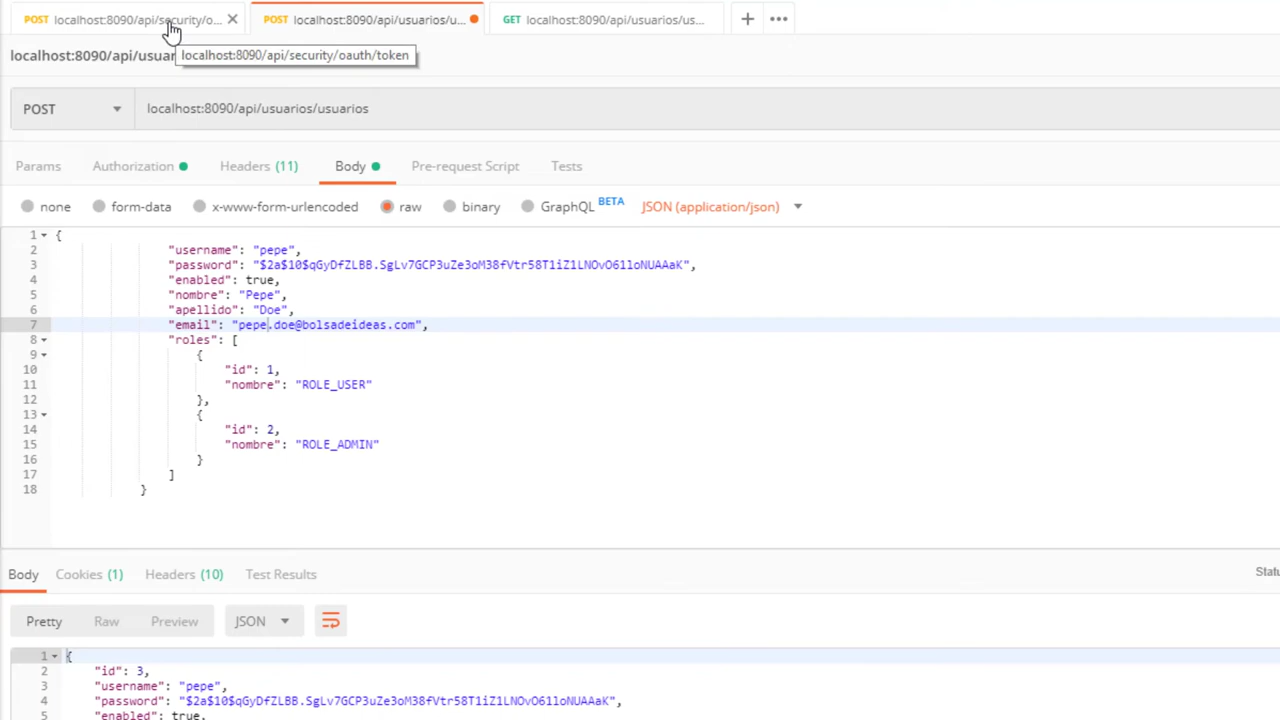 POST localhost:8090/api/security/o... POST localhost:8090/api/usuarios/u... GET localhost:8090/api/usuarios/us...
localhost:8090/api/usuar
localhost:8090/api/security/oauth/token
POST localhost:8090/api/usuarios/usuarios
Params Authorization Headers (11) Body Pre-request Script Tests
none form-data x-www-form-urlencoded raw binary GraphQL BETA JSON (application/json)
1 {
2 "username": "pepe",
3 "password": "$2a$10$qGyDfZLBB.SgLv7GCP3uZe3oM38fVtr58T1iZ1LNOvO61loNUAAaK",
4 "enabled": true,
5 "nombre": "Pepe",
6 "apellido": "Doe",
7 "email": "pepe.doe@bolsadeideas.com",
8 "roles": [
9 {
10 "id": 1,
11 "nombre": "ROLE_USER"
12 },
13 {
14 "id": 2,
15 "nombre": "ROLE_ADMIN"
16 }
17 ]
18 }
Body Cookies (1) Headers (10) Test Results Statu
Pretty Raw Preview JSON
1 {
2 "id": 3,
3 "username": "pepe",
4 "password": "$2a$10$qGyDfZLBB.SgLv7GCP3uZe3oM38fVtr58T1iZ1LNOvO61loNUAAaK",
5 "enabled": true,